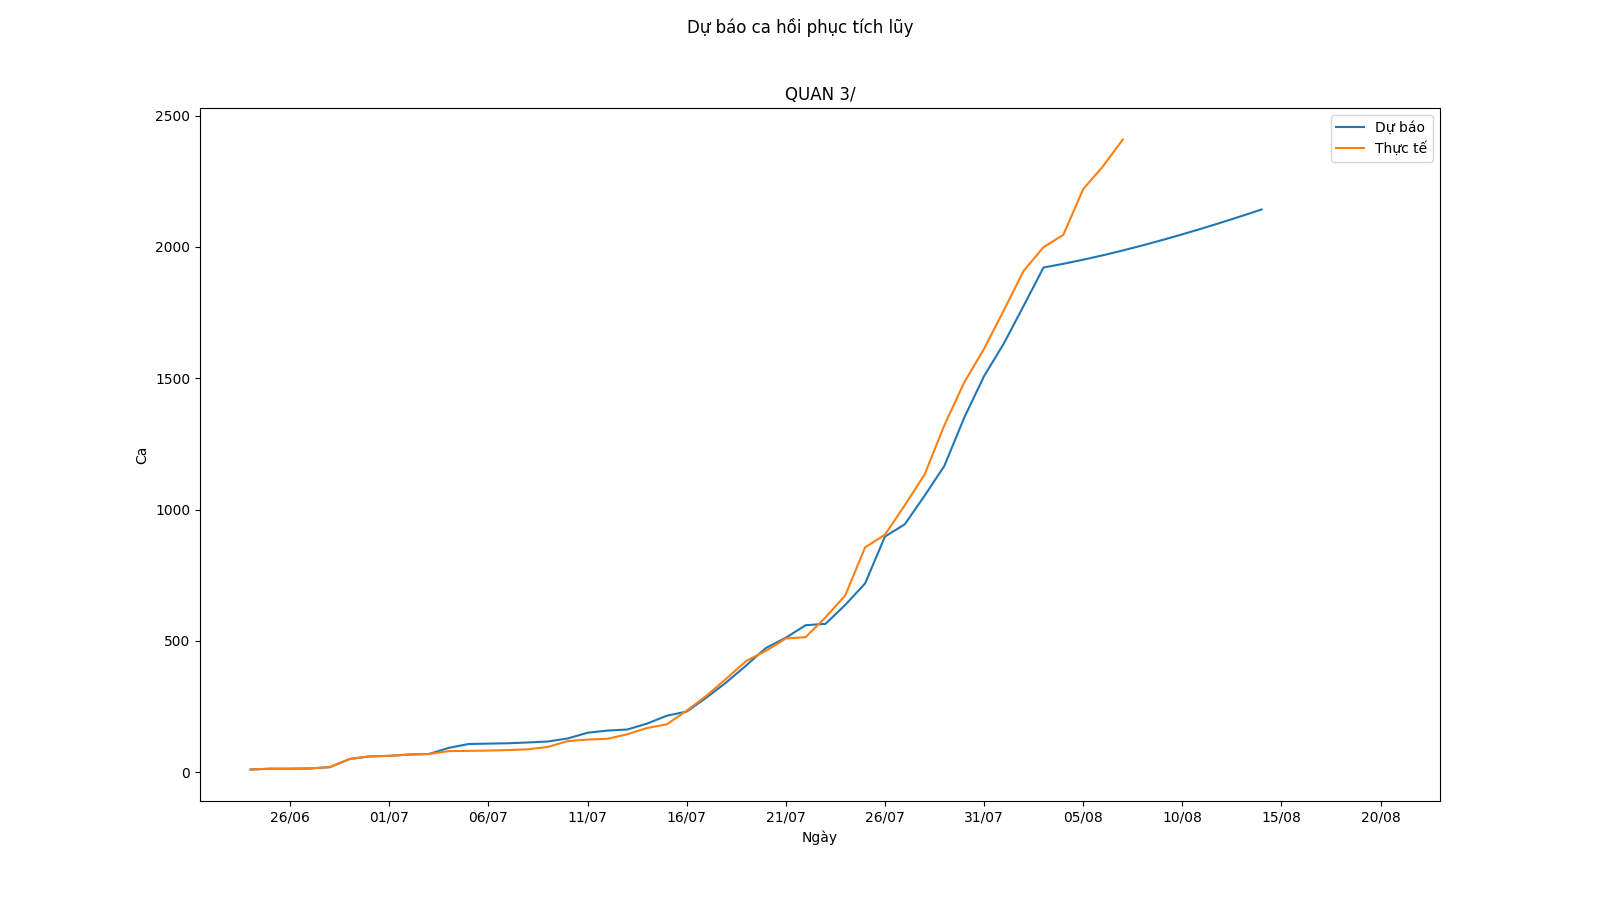 Dự báo ca hồi phục tích lũy
QUAN 3/
Dự báo
Thực tế
2500
2000
1500
1000
500
0
Ca
26/06 01/07 06/07 11/07 16/07 21/07 26/07 31/07 05/08 10/08 15/08 20/08
Ngày